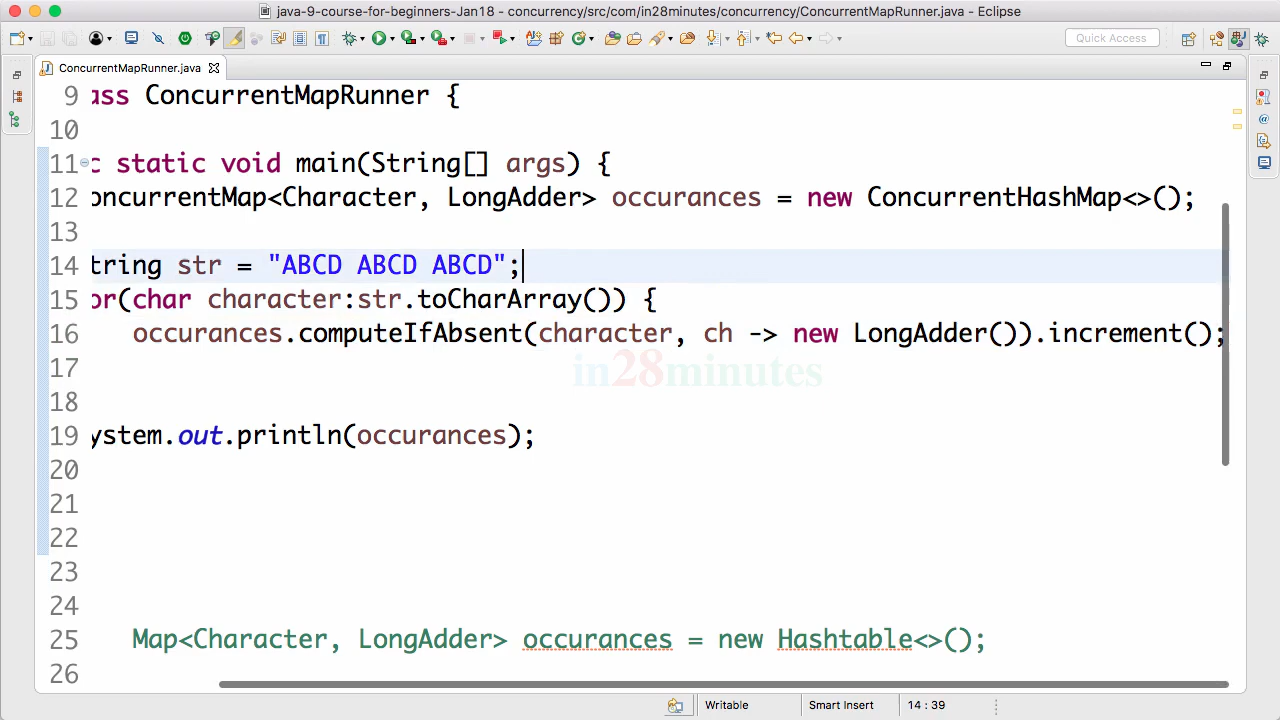 java-9-course-for-beginners-Jan18 - concurrency/src/com/in28minutes/concurrency/ConcurrentMapRunner.java - Eclipse
Quick Access
ConcurrentMapRunner.java
9 ass ConcurrentMapRunner {
10
11 c static void main(String[] args) {
12 oncurrentMap<Character, LongAdder> occurances = new ConcurrentHashMap<>();
13
14 tring str = "ABCD ABCD ABCD";
15 or(char character:str.toCharArray()) {
16 occurances.computeIfAbsent(character, ch -> new LongAdder()).increment();
in28minutes
17
18
19 ystem.out.println(occurances);
20
21
22
23
24
25 Map<Character, LongAdder> occurances = new Hashtable<>();
26
Writable
Smart Insert
14 : 39